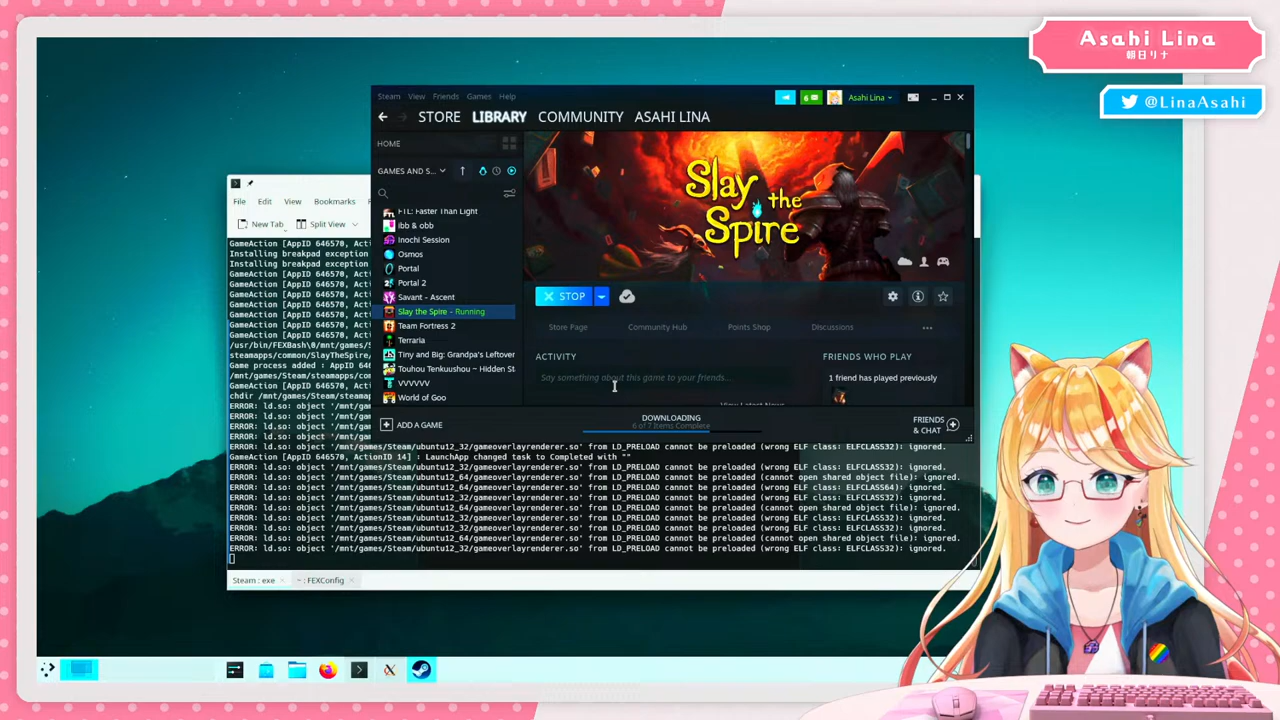 Asahi Lina
朝日リナ
@LinaAsahi
Steam View Friends Games Help
6
Asahi Lina
STORE LIBRARY COMMUNITY ASAHI LINA
HOME
GAMES AND S...
FTL: Faster Than Light
ibb & obb
Inochi Session
Osmos
Portal
Portal 2
Savant - Ascent
Slay the Spire - Running
Team Fortress 2
Terraria
Tiny and Big: Grandpa's Leftover
Touhou Tenkuushou ~ Hidden St
VVVVVV
World of Goo
Slay
the
Spire
STOP
Store Page Community Hub Points Shop Discussions
ACTIVITY
Say something about this game to your friends...
View Latest News
FRIENDS WHO PLAY
1 friend has played previously
ADD A GAME
DOWNLOADING
6 of 7 Items Complete
FRIENDS
& CHAT
File Edit View Bookmarks
New Tab Split View
GameAction [AppID 646570, Acti
Installing breakpad exception
Installing breakpad exception
GameAction [AppID 646570, Acti
GameAction [AppID 646570, Acti
GameAction [AppID 646570, Acti
GameAction [AppID 646570, Acti
GameAction [AppID 646570, Acti
GameAction [AppID 646570, Acti
GameAction [AppID 646570, Acti
/usr/bin/FEXBash\0/mnt/games/S
steamapps/common/SlayTheSpire/
Game process added : AppID 646
/mnt/games/Steam/steamapps/com
GameAction [AppID 646570, Acti
chdir /mnt/games/Steam/steamap
ERROR: ld.so: object '/mnt/gam
ERROR: ld.so: object '/mnt/gam
ERROR: ld.so: object '/mnt/gam
ERROR: ld.so: object '/mnt/games/Steam/ubuntu12_32/gameoverlayrenderer.so' from LD_PRELOAD cannot be preloaded (wrong ELF class: ELFCLASS32): ignored.
GameAction [AppID 646570, ActionID 14] : LaunchApp changed task to Completed with ""
ERROR: ld.so: object '/mnt/games/Steam/ubuntu12_32/gameoverlayrenderer.so' from LD_PRELOAD cannot be preloaded (wrong ELF class: ELFCLASS32): ignored.
ERROR: ld.so: object '/mnt/games/Steam/ubuntu12_64/gameoverlayrenderer.so' from LD_PRELOAD cannot be preloaded (cannot open shared object file): ignored.
ERROR: ld.so: object '/mnt/games/Steam/ubuntu12_32/gameoverlayrenderer.so' from LD_PRELOAD cannot be preloaded (wrong ELF class: ELFCLASS64): ignored.
ERROR: ld.so: object '/mnt/games/Steam/ubuntu12_64/gameoverlayrenderer.so' from LD_PRELOAD cannot be preloaded (wrong ELF class: ELFCLASS32): ignored.
ERROR: ld.so: object '/mnt/games/Steam/ubuntu12_64/gameoverlayrenderer.so' from LD_PRELOAD cannot be preloaded (cannot open shared object file): ignored.
ERROR: ld.so: object '/mnt/games/Steam/ubuntu12_32/gameoverlayrenderer.so' from LD_PRELOAD cannot be preloaded (wrong ELF class: ELFCLASS32): ignored.
ERROR: ld.so: object '/mnt/games/Steam/ubuntu12_32/gameoverlayrenderer.so' from LD_PRELOAD cannot be preloaded (wrong ELF class: ELFCLASS32): ignored.
ERROR: ld.so: object '/mnt/games/Steam/ubuntu12_64/gameoverlayrenderer.so' from LD_PRELOAD cannot be preloaded (cannot open shared object file): ignored.
ERROR: ld.so: object '/mnt/games/Steam/ubuntu12_32/gameoverlayrenderer.so' from LD_PRELOAD cannot be preloaded (wrong ELF class: ELFCLASS32): ignored.
Steam : exe ~ : FEXConfig